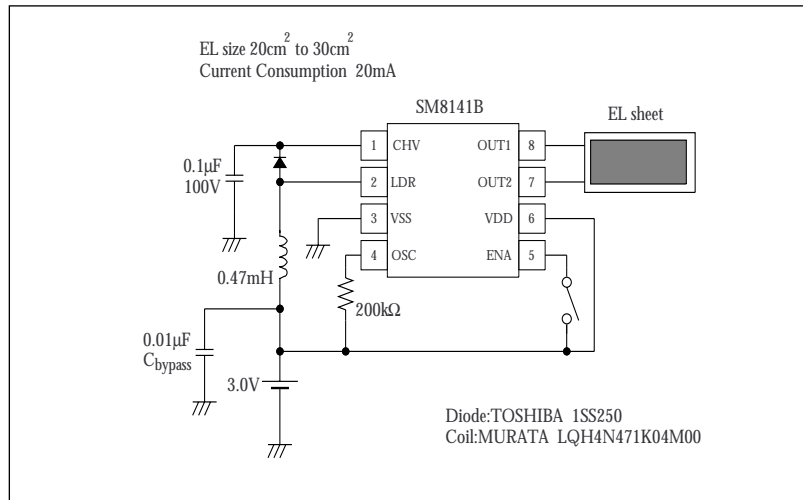 EL size 20cm² to 30cm²
Current Consumption 20mA
SM8141B
EL sheet
1 CHV OUT1 8
0.1µF
100V
2 LDR OUT2 7
3 VSS VDD 6
4 OSC ENA 5
0.47mH
200kΩ
0.01µF
Cbypass
3.0V
Diode:TOSHIBA 1SS250
Coil:MURATA LQH4N471K04M00